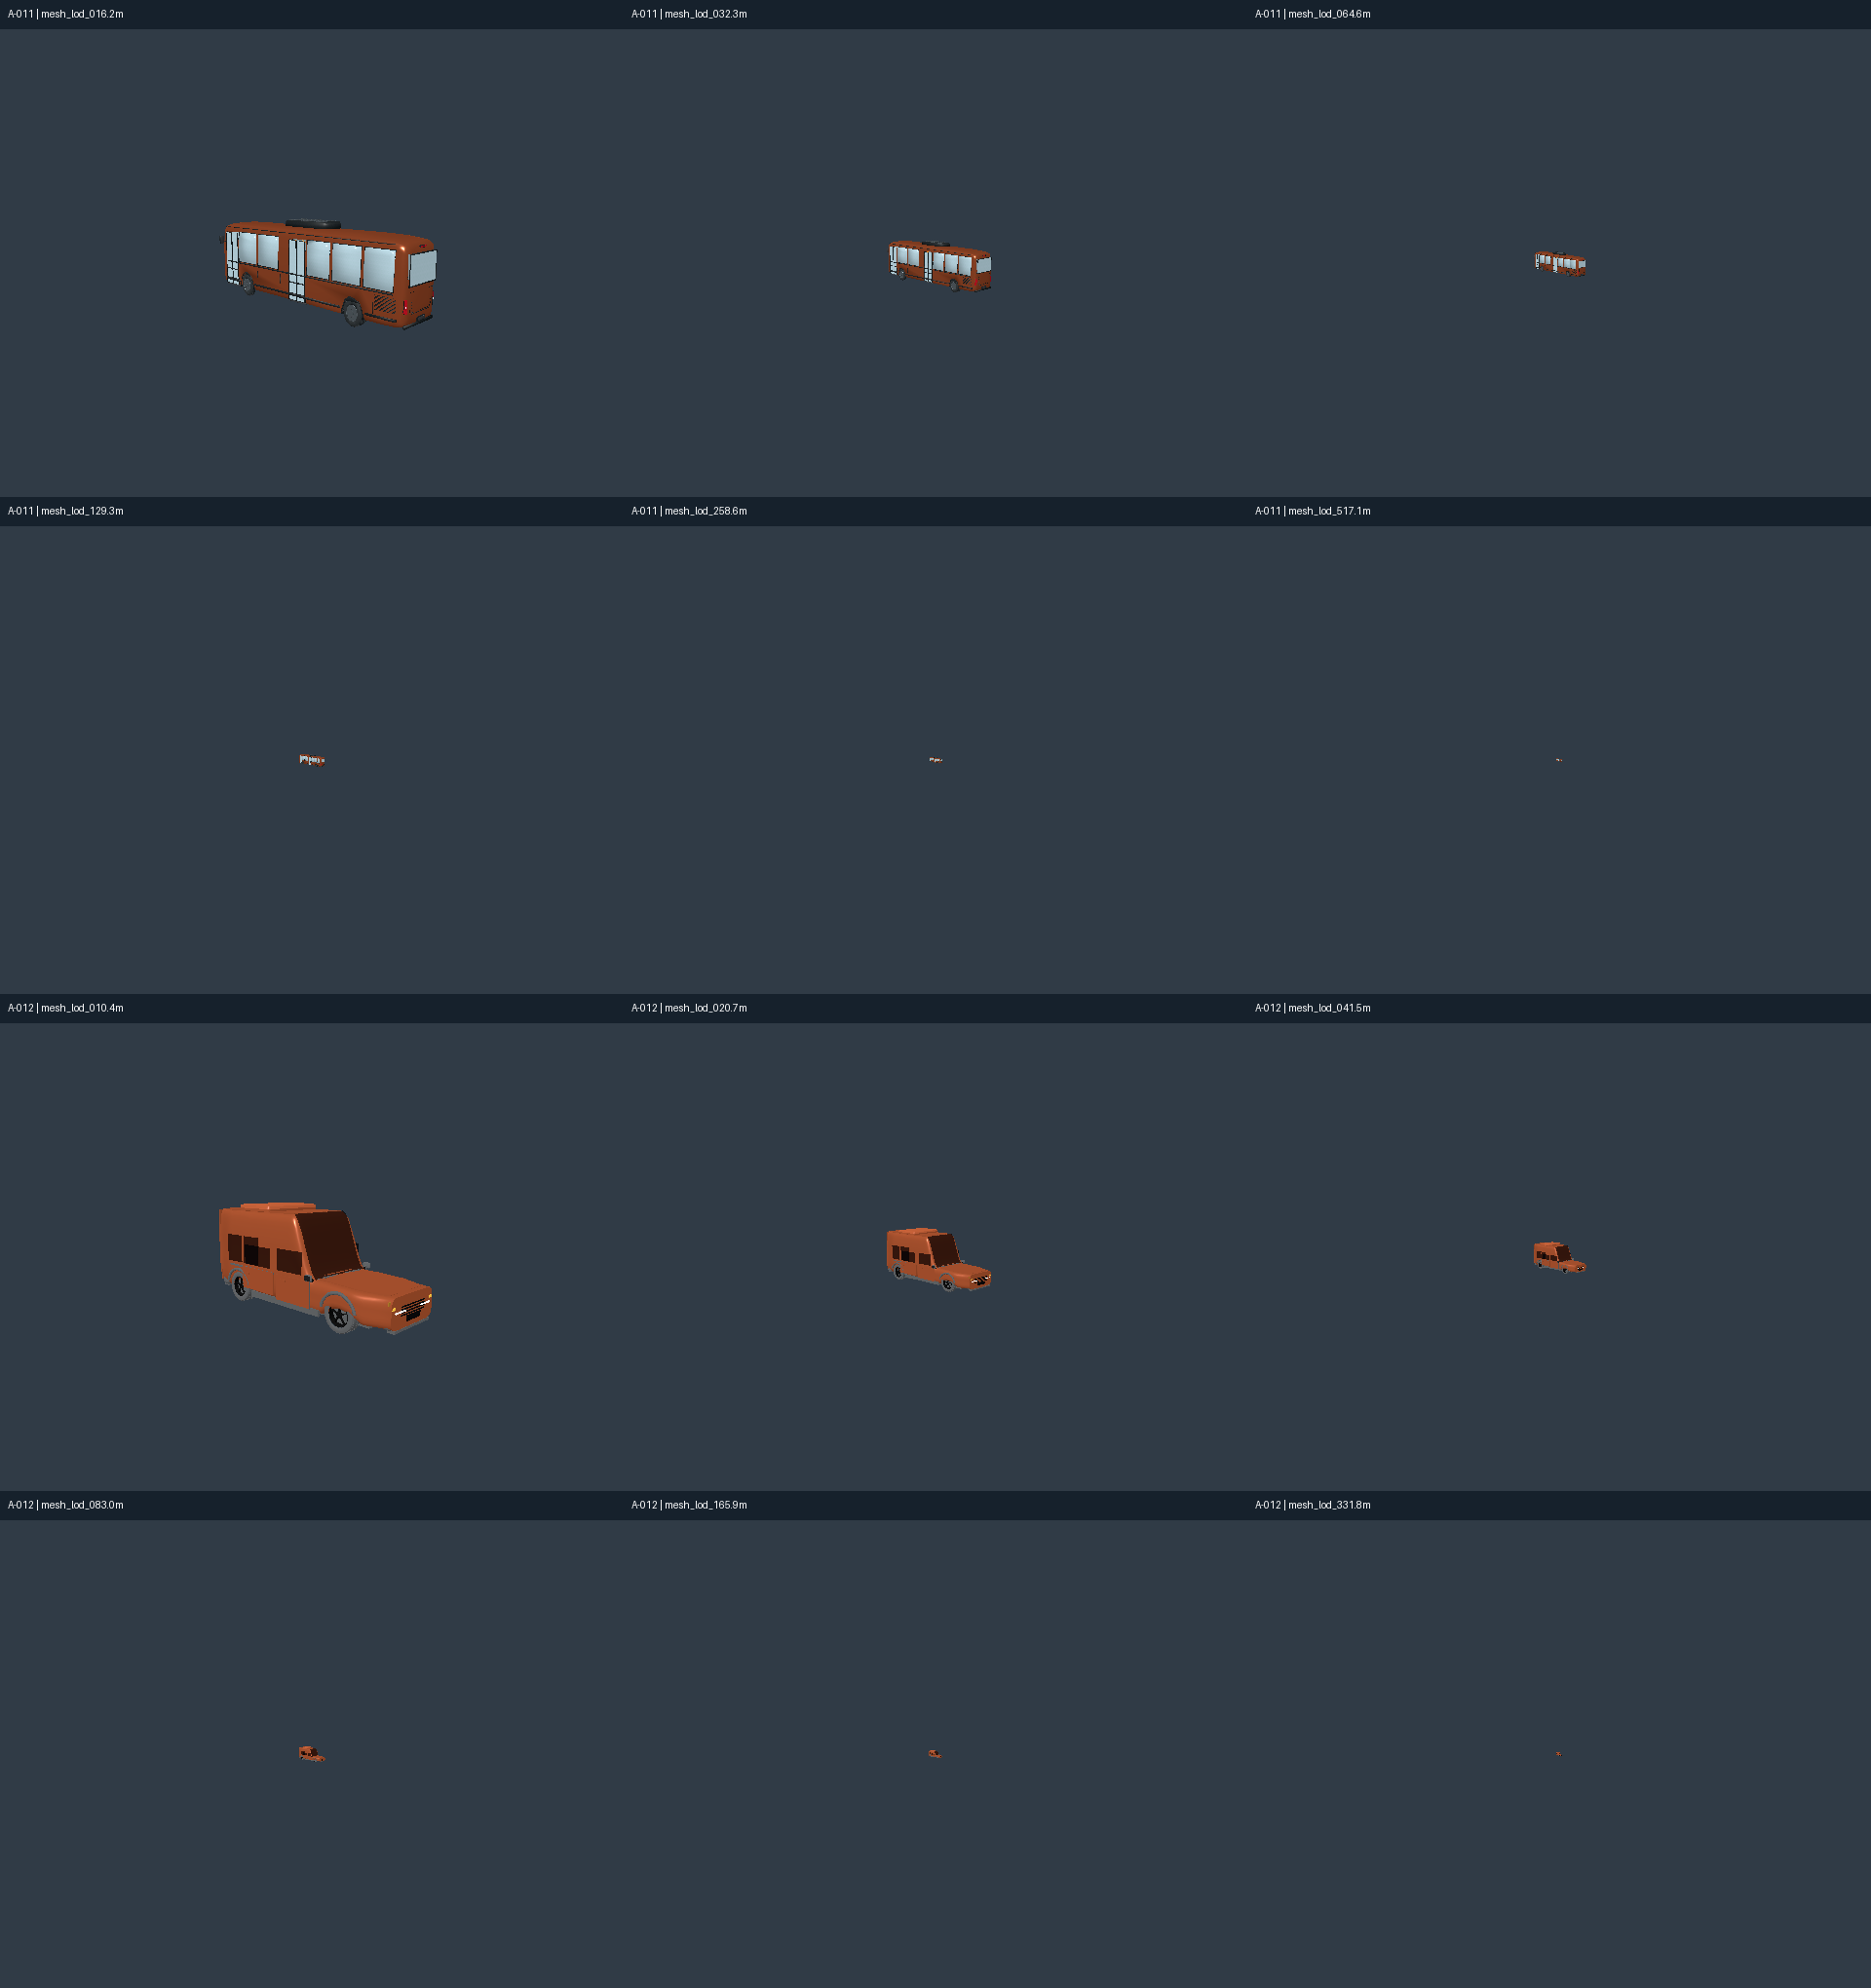 A-011 | mesh_lod_016.2m
A-011 | mesh_lod_032.3m
A-011 | mesh_lod_064.6m
A-011 | mesh_lod_129.3m
A-011 | mesh_lod_258.6m
A-011 | mesh_lod_517.1m
A-012 | mesh_lod_010.4m
A-012 | mesh_lod_020.7m
A-012 | mesh_lod_041.5m
A-012 | mesh_lod_083.0m
A-012 | mesh_lod_165.9m
A-012 | mesh_lod_331.8m